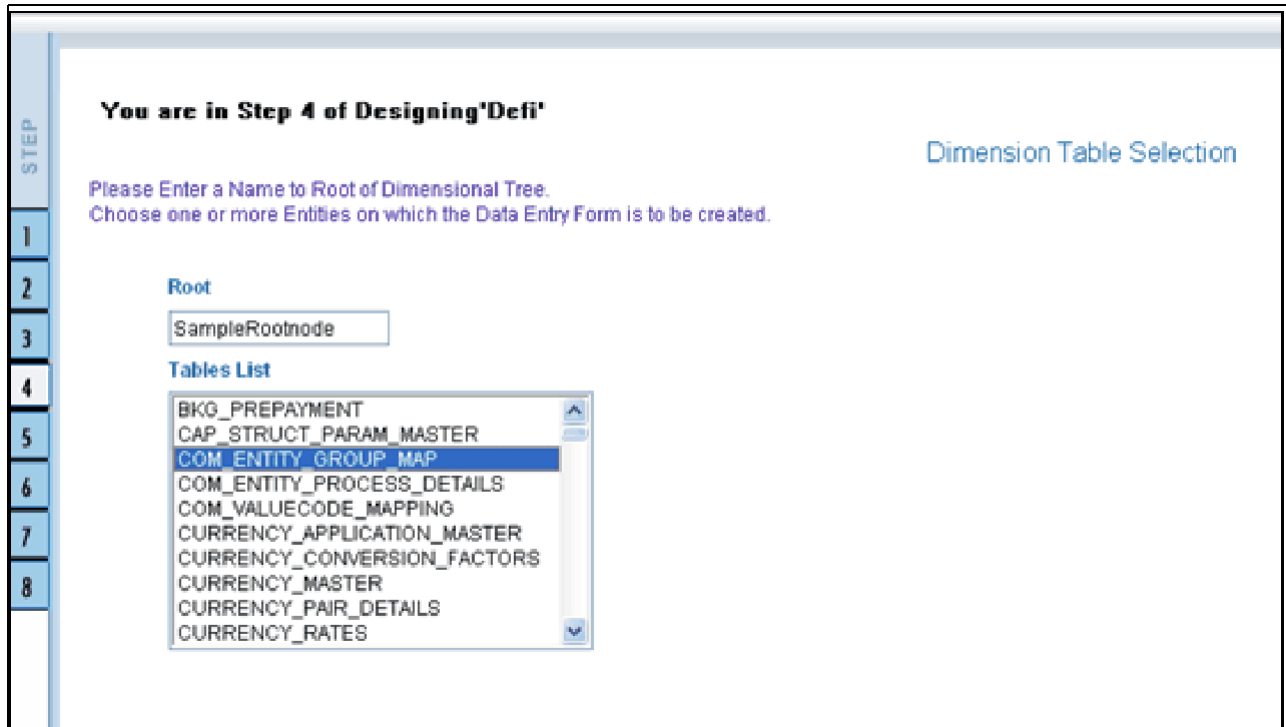 You are in Step 4 of Designing'Defi'
Dimension Table Selection
STEP
Please Enter a Name to Root of Dimensional Tree.
Choose one or more Entities on which the Data Entry Form is to be created.
1
2
3
4
5
6
7
8
Root
SampleRootnode
Tables List
BKG_PREPAYMENT
CAP_STRUCT_PARAM_MASTER
COM_ENTITY_GROUP_MAP
COM_ENTITY_PROCESS_DETAILS
COM_VALUECODE_MAPPING
CURRENCY_APPLICATION_MASTER
CURRENCY_CONVERSION_FACTORS
CURRENCY_MASTER
CURRENCY_PAIR_DETAILS
CURRENCY_RATES